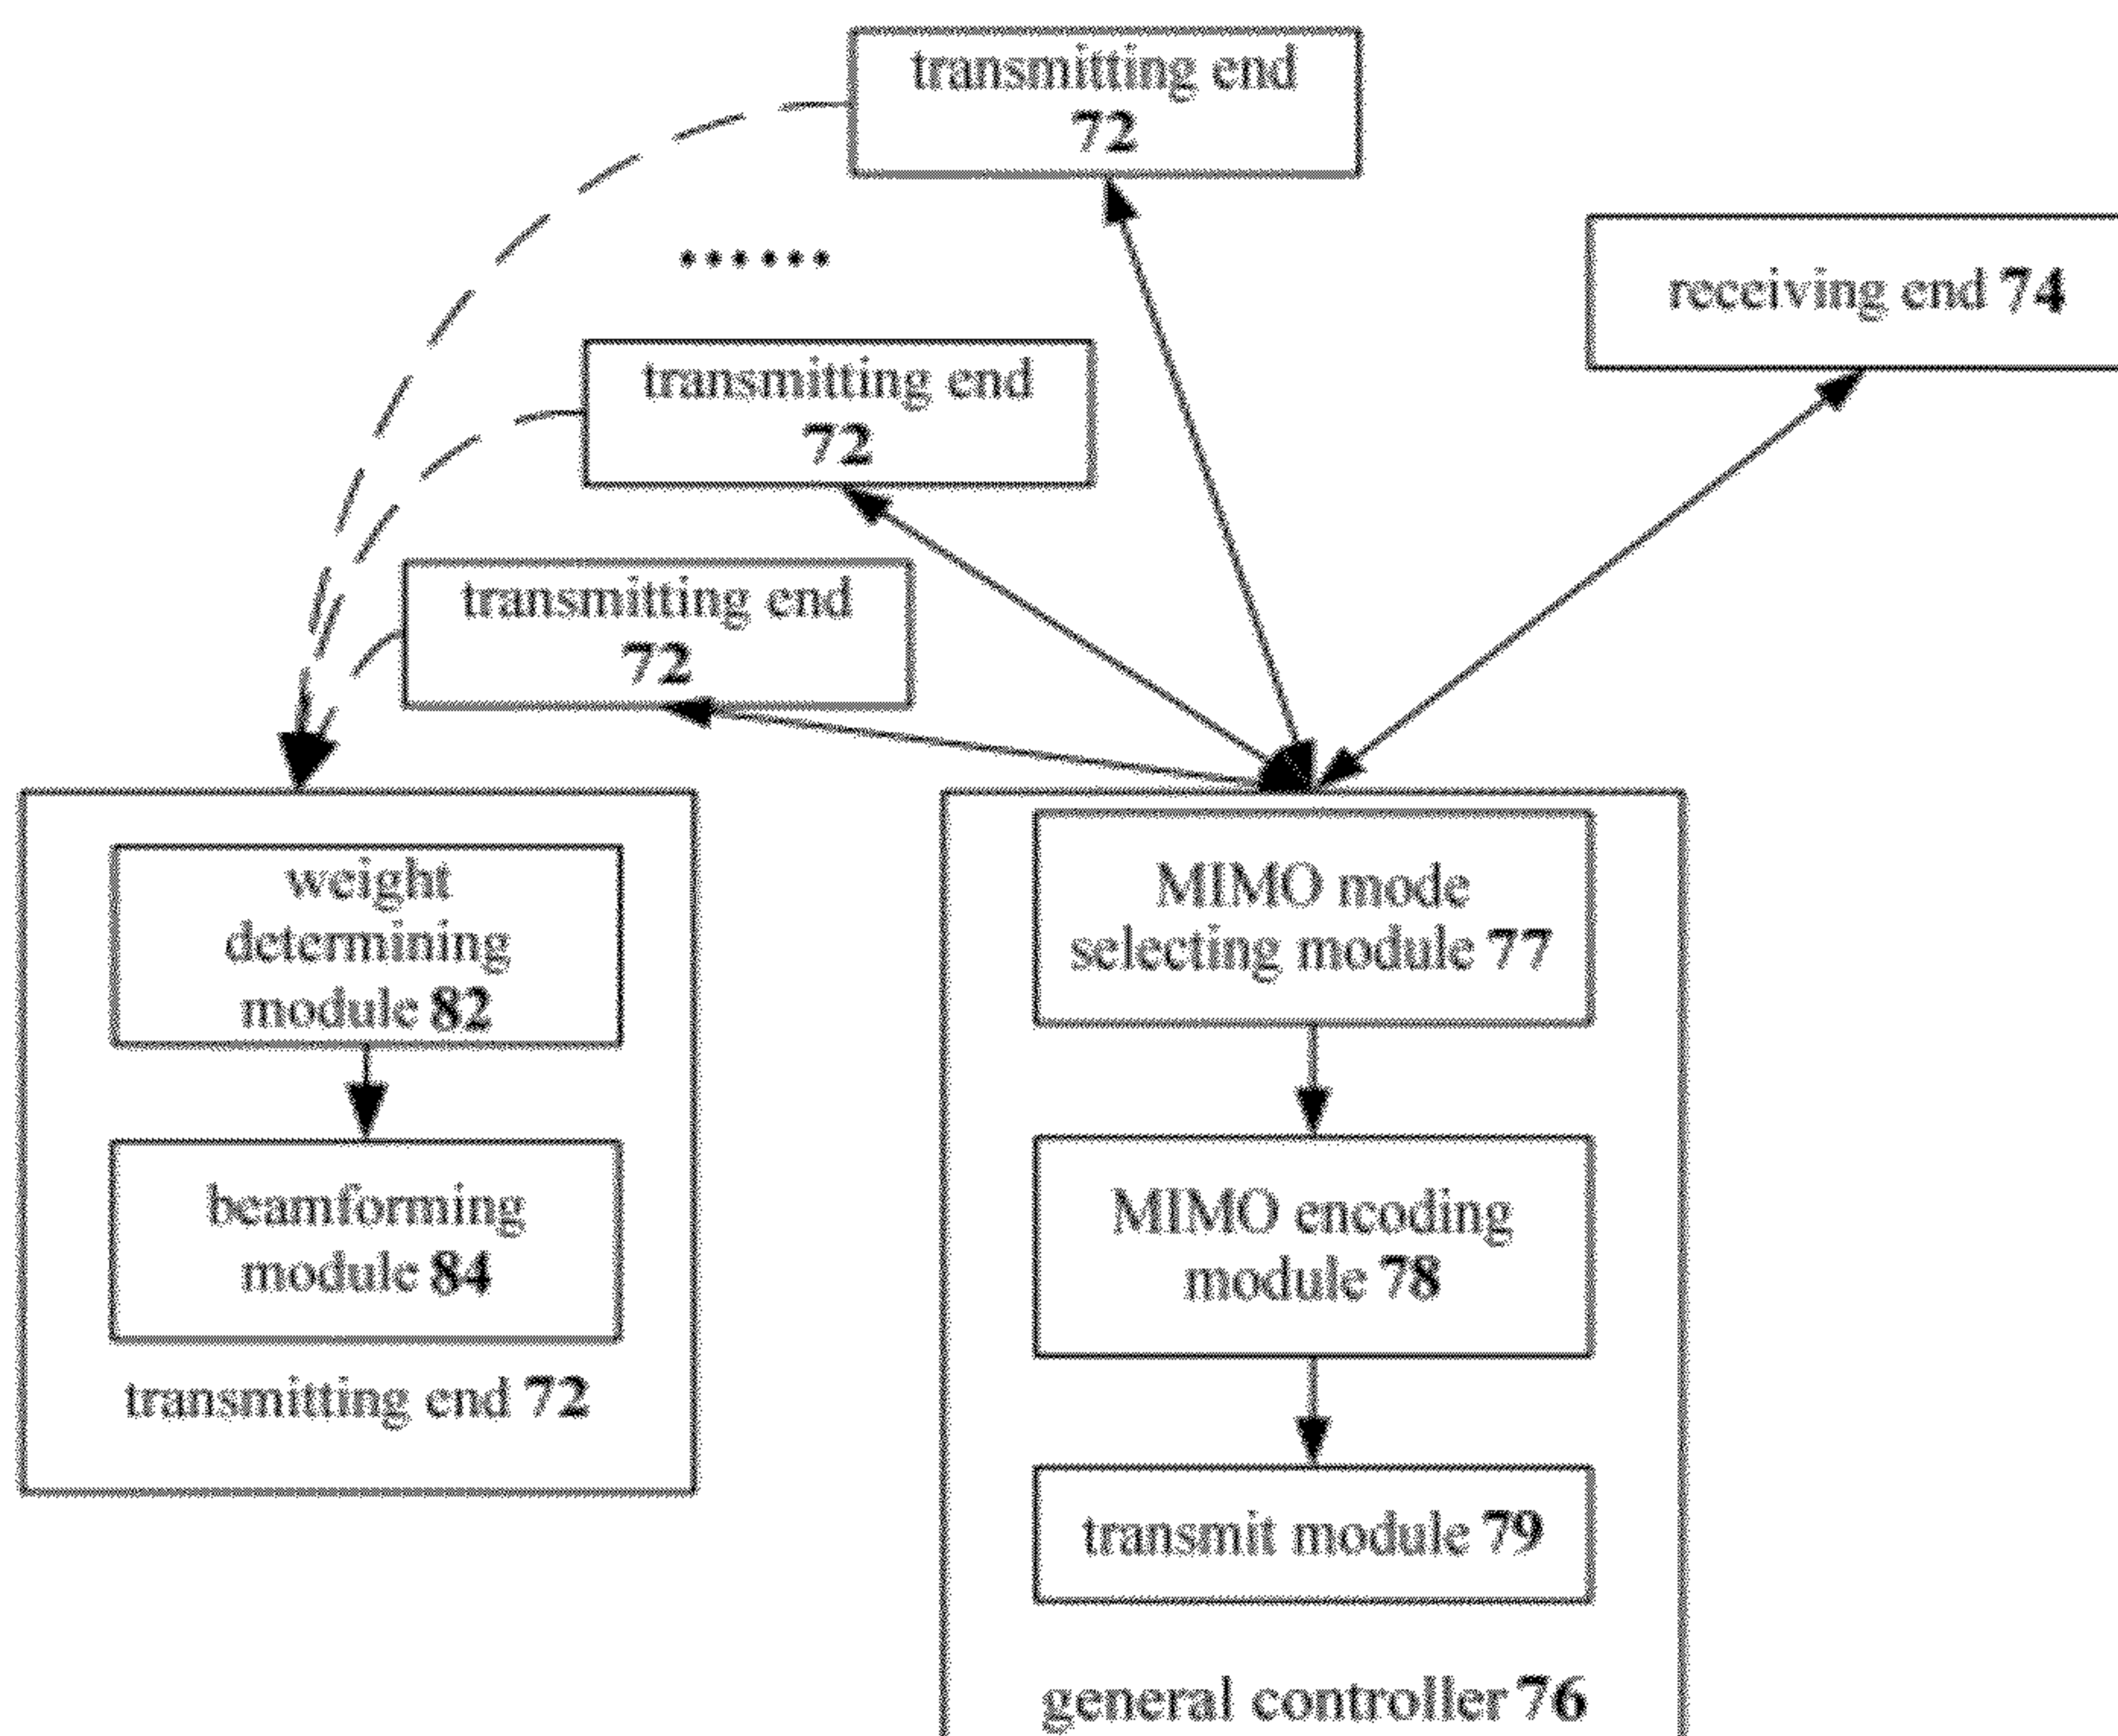 transmitting end
72
......
receiving end 74
transmitting end
72
transmitting end
72
weight
determining
module 82
beamforming
module 84
transmitting end 72
MIMO mode
selecting module 77
MIMO encoding
module 78
transmit module 79
general controller 76